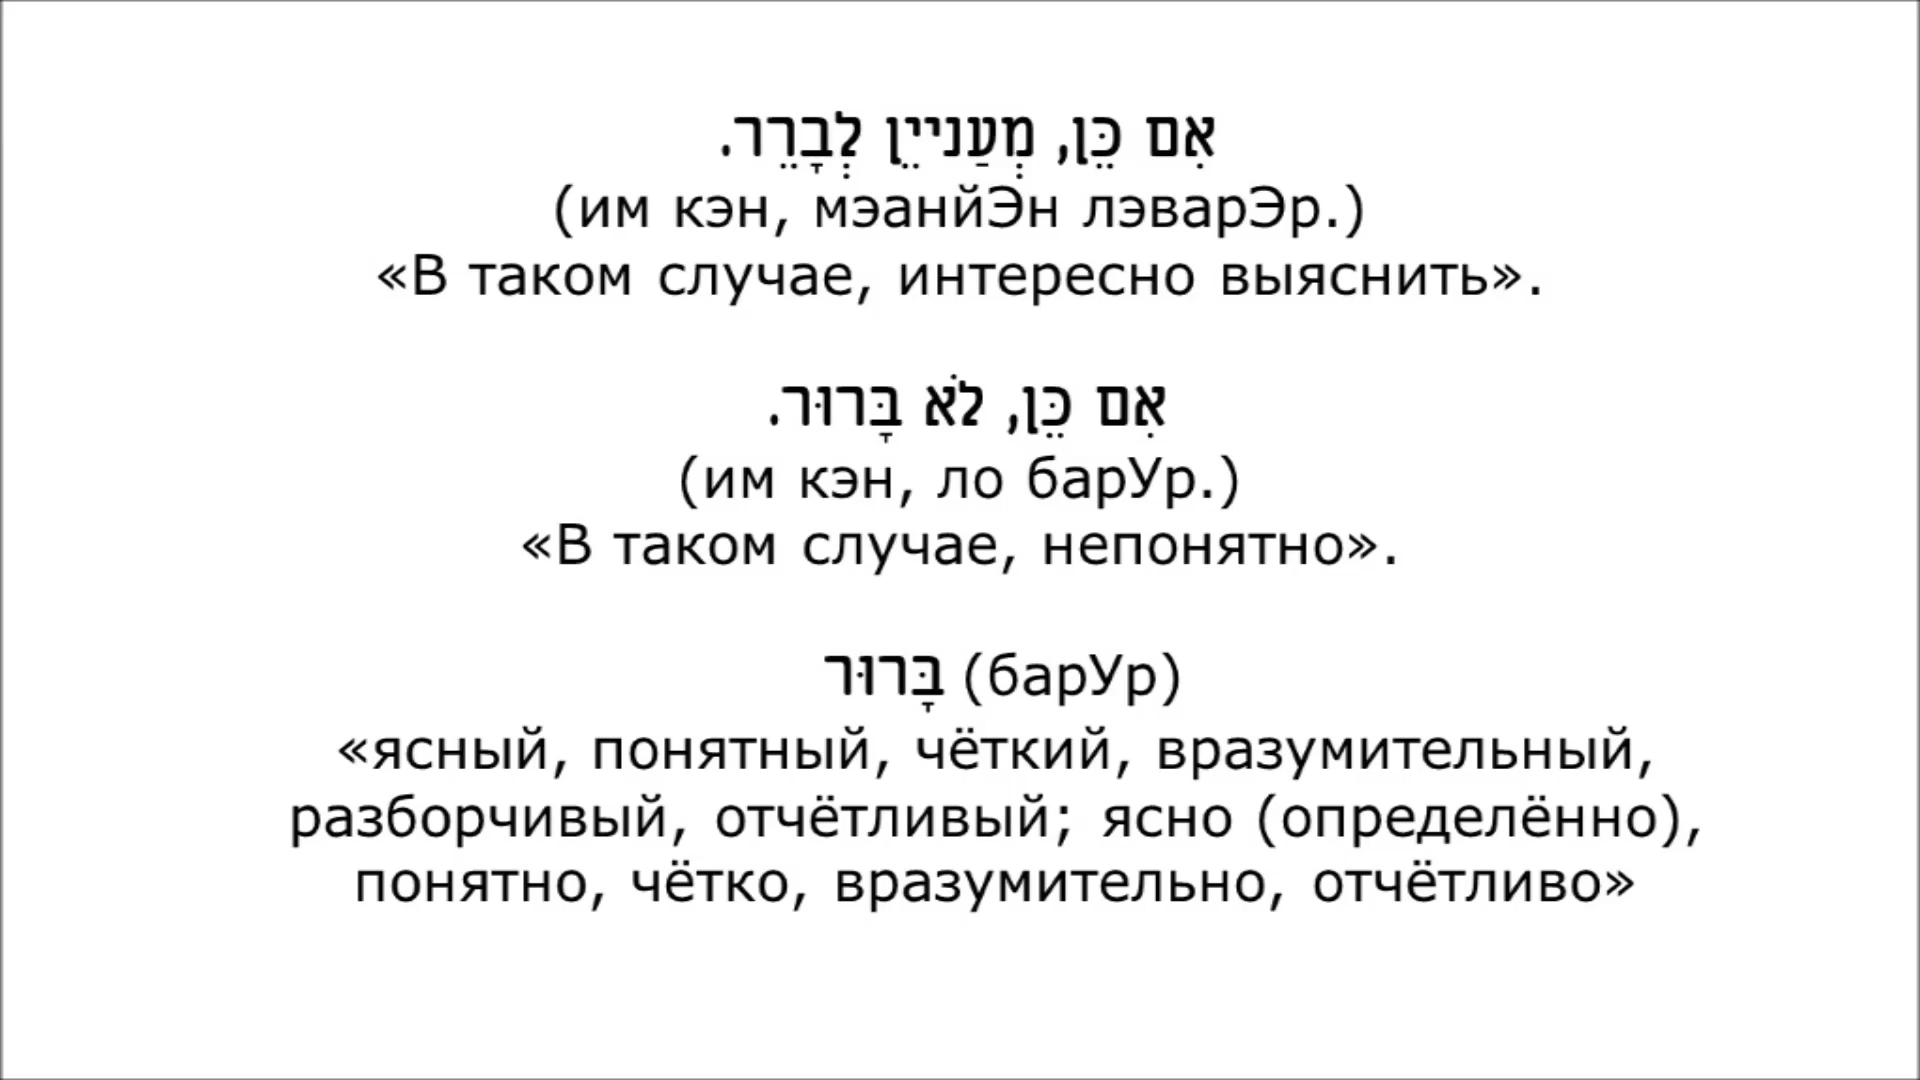 אִם כֵּן, מְעַנייֵן לְבָרֵר.
(им кэн, мэанйЭн лэварЭр.)
«В таком случае, интересно выяснить».
אִם כֵּן, לֹא בָּרוּר.
(им кэн, ло барУр.)
«В таком случае, непонятно».
בָּרוּר (барУр)
«ясный, понятный, чёткий, вразумительный,
разборчивый, отчётливый; ясно (определённо),
понятно, чётко, вразумительно, отчётливо»